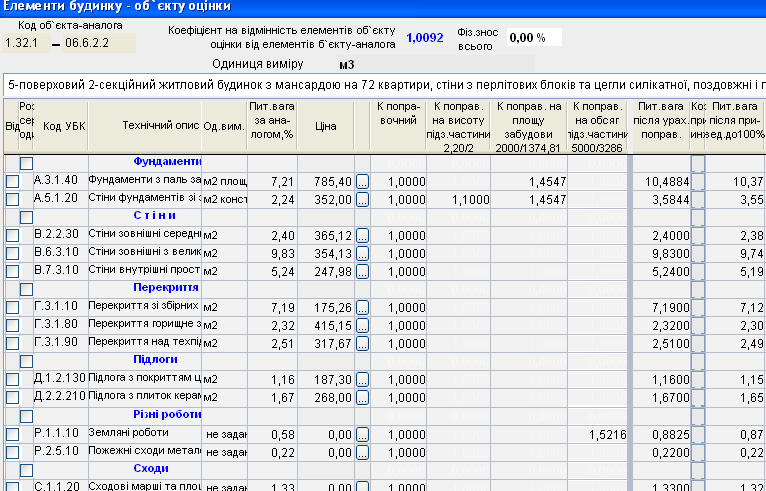 Елементи будинку - об`єкту оцінки
Код об`єкта-аналога
1.32.1 – 06.6.2.2
Коефіцієнт на відмінність елементів об`єкту оцінки від елементів б`єкту-аналога 1,0092
Фіз.знос всього 0,00 %
Одиниця виміру м3
5-поверховий 2-секційний житловий будинок з мансардою на 72 квартири, стіни з перлітових блоків та цегли силікатної, поздовжні і п
Від Код УБК Технічний опис Од.вим. Пит.вага за ана-логом,% Ціна К попра-вочний К поправ. на висоту підз.частини 2,20/2 К поправ. на площу забудови 2000/1374,81 К поправ. на обсяг підз.частини 5000/3286 Пит.вага після урах. поправ. Пит.вага після при-зед.до100%
Фундаменти
А.3.1.40 Фундаменти з паль за м2 площ 7,21 785,40 ... 1,0000 1,4547 10,4884 10,37
А.5.1.20 Стіни фундаментів зі з м2 конст 2,24 352,00 ... 1,0000 1,1000 1,4547 3,5844 3,55
С т і н и
В.2.2.30 Стіни зовнішні середнь м2 2,40 365,12 ... 1,0000 2,4000 2,38
В.6.3.10 Стіни зовнішні з велик м2 9,83 354,13 ... 1,0000 9,8300 9,74
В.7.3.10 Стіни внутрішні прост м2 5,24 247,98 ... 1,0000 5,2400 5,19
Перекриття
Г.3.1.10 Перекриття зі збірних м2 7,19 175,26 ... 1,0000 7,1900 7,12
Г.3.1.80 Перекриття горищне з м2 2,32 415,15 ... 1,0000 2,3200 2,30
Г.3.1.90 Перекриття над техпід м2 2,51 317,67 ... 1,0000 2,5100 2,49
Підлоги
Д.1.2.130 Підлога з покриттям ц м2 1,16 187,30 ... 1,0000 1,1600 1,15
Д.2.2.210 Підлога з плиток керам м2 1,67 268,00 ... 1,0000 1,6700 1,65
Різні роботи
Р.1.1.10 Земляні роботи не задан 0,58 0,00 ... 1,0000 1,5216 0,8825 0,87
Р.2.5.10 Пожежні сходи метал не задан 0,22 0,00 ... 1,0000 0,2200 0,22
Сходи
С.1.1.20 Сходові марші та площ не задан 1,33 0,00 ... 1,0000 1,3300 1,32